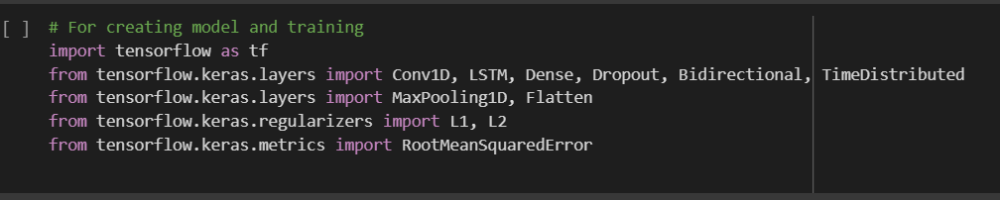 [ ] # For creating model and training
import tensorflow as tf
from tensorflow.keras.layers import Conv1D, LSTM, Dense, Dropout, Bidirectional, TimeDistributed
from tensorflow.keras.layers import MaxPooling1D, Flatten
from tensorflow.keras.regularizers import L1, L2
from tensorflow.keras.metrics import RootMeanSquaredError